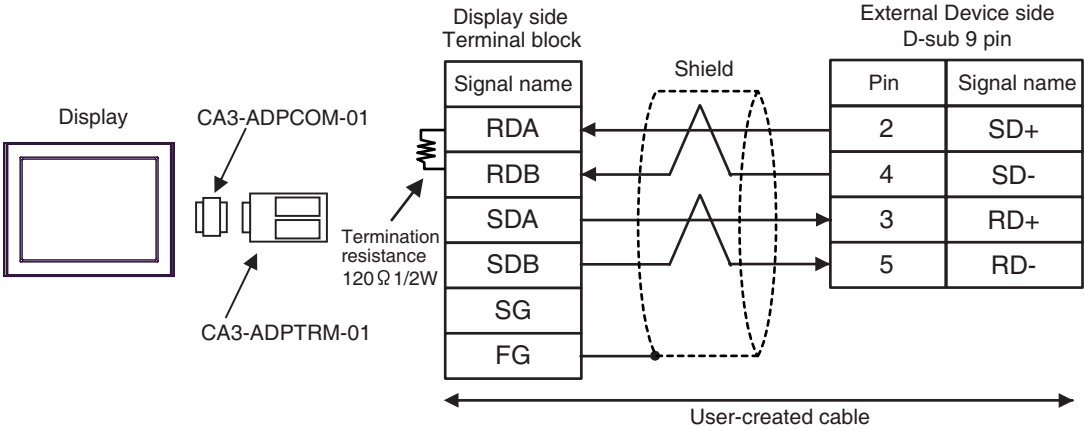 Display side
Terminal block
External Device side
D-sub 9 pin
Signal name
Shield
Pin
Signal name
Display
CA3-ADPCOM-01
RDA
2
SD+
RDB
4
SD-
SDA
3
RD+
Termination
resistance
120Ω 1/2W
SDB
5
RD-
SG
CA3-ADPTRM-01
FG
User-created cable